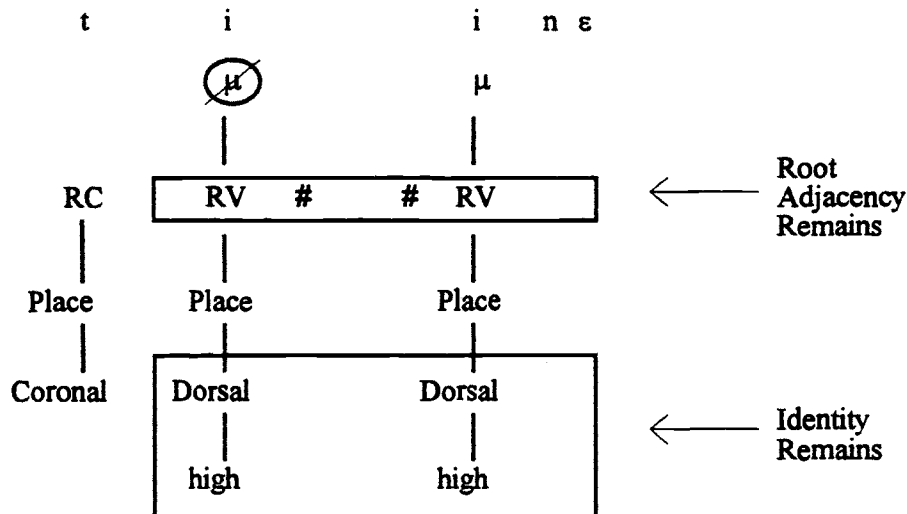 t i i n ε
μ μ
RC RV # # RV
Root
Adjacency
Remains
Place Place Place
Coronal Dorsal Dorsal
high high
Identity
Remains